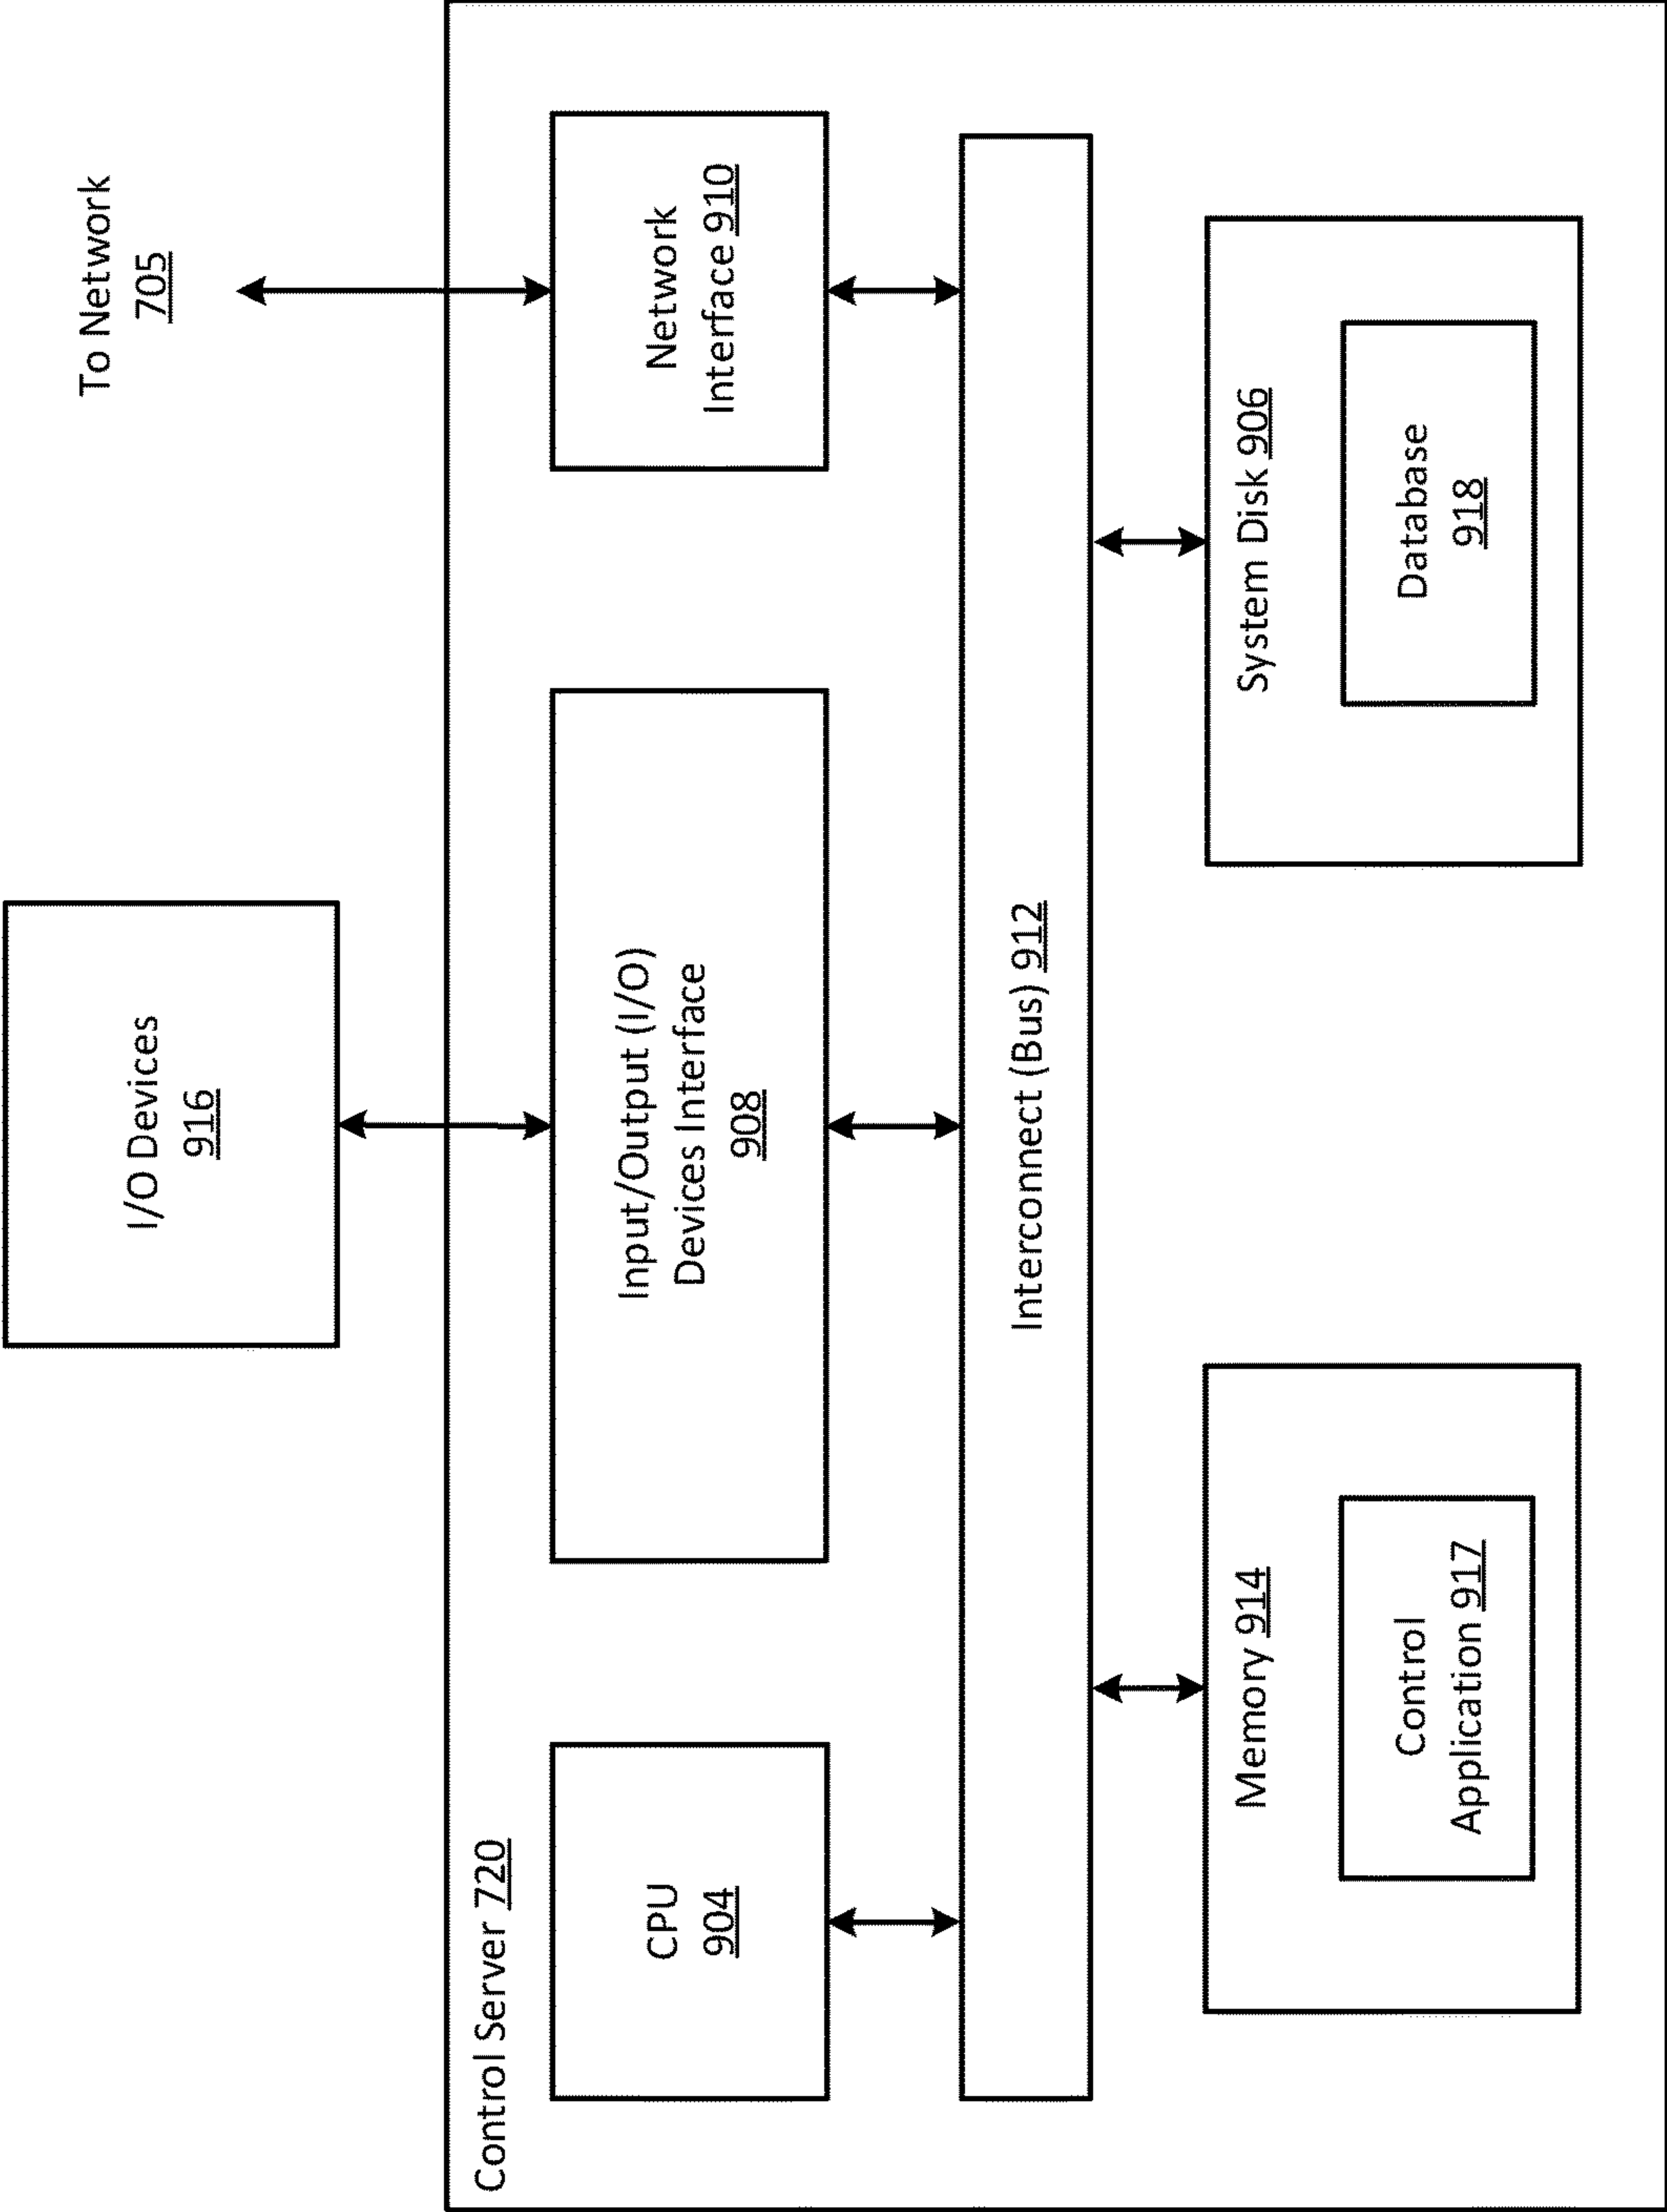 I/O Devices
916
To Network
705
Control Server 720
CPU
904
Input/Output (I/O)
Devices Interface
908
Network
Interface 910
Interconnect (Bus) 912
Memory 914
Control
Application 917
System Disk 906
Database
918